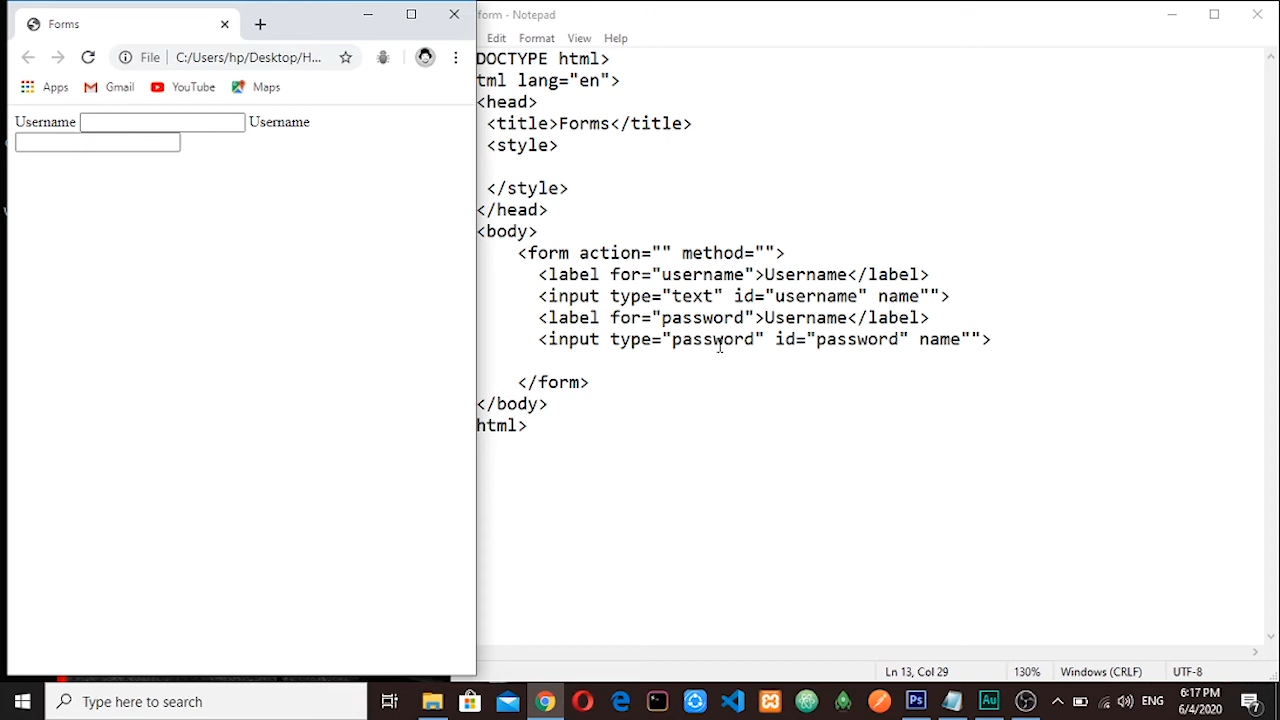 Forms
form - Notepad
Edit Format View Help
File C:/Users/hp/Desktop/H...
Apps Gmail YouTube Maps
Username Username
DOCTYPE html>
tml lang="en">
<head>
<title>Forms</title>
<style>
</style>
</head>
<body>
<form action="" method="">
<label for="username">Username</label>
<input type="text" id="username" name"">
<label for="password">Username</label>
<input type="password" id="password" name"">
</form>
</body>
html>
Ln 13, Col 29 130% Windows (CRLF) UTF-8
Type here to search
Ps Au ENG 6:17 PM
6/4/2020